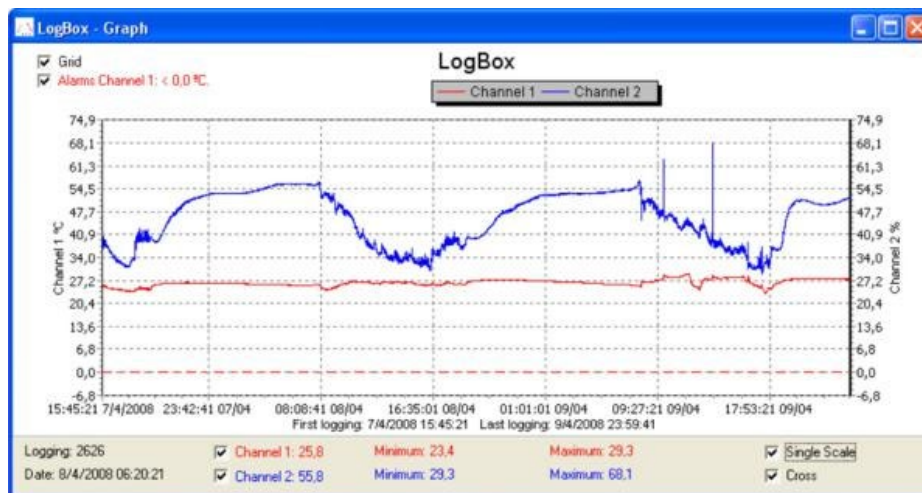 LogBox - Graph
Grid
LogBox
Alarms Channel 1: < 0,0 ºC.
Channel 1 Channel 2
74,9 74,9
68,1 68,1
61,3 61,3
54,5 54,5
47,7 47,7
40,9 40,9
34,0 34,0
27,2 27,2
20,4 20,4
13,6 13,6
6,8 6,8
0,0 0,0
-6,8 -6,8
Channel 1 ºC
Channel 2 %
15:45:21 7/4/2008 23:42:41 07/04 08:08:41 08/04 16:35:01 08/04 01:01:01 09/04 09:27:21 09/04 17:53:21 09/04
First logging: 7/4/2008 15:45:21 Last logging: 9/4/2008 23:59:41
Logging: 2626 Channel 1: 25,8 Minimum: 23,4 Maximum: 29,3 Single Scale
Date: 8/4/2008 06:20:21 Channel 2: 55,8 Minimum: 29,3 Maximum: 68,1 Cross